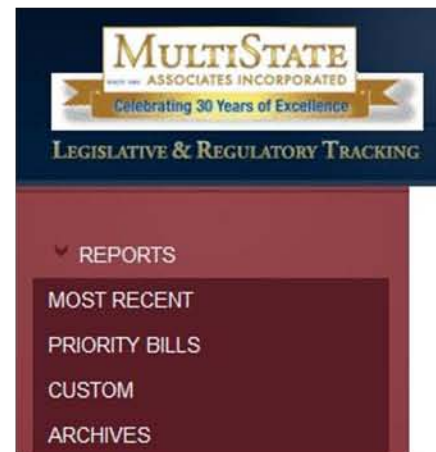 MULTISTATE
ASSOCIATES INCORPORATED
Celebrating 30 Years of Excellence
LEGISLATIVE & REGULATORY TRACKING
REPORTS
MOST RECENT
PRIORITY BILLS
CUSTOM
ARCHIVES